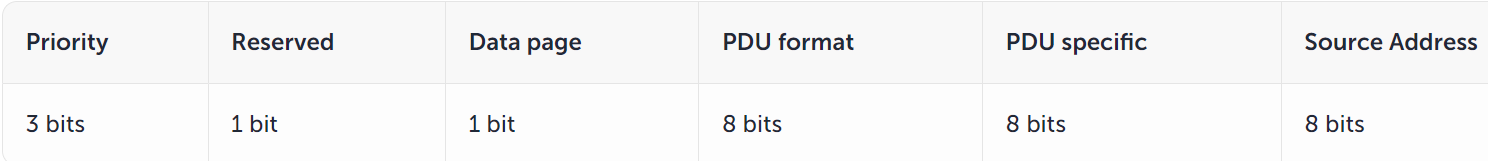 Priority Reserved Data page PDU format PDU specific Source Address
3 bits 1 bit 1 bit 8 bits 8 bits 8 bits